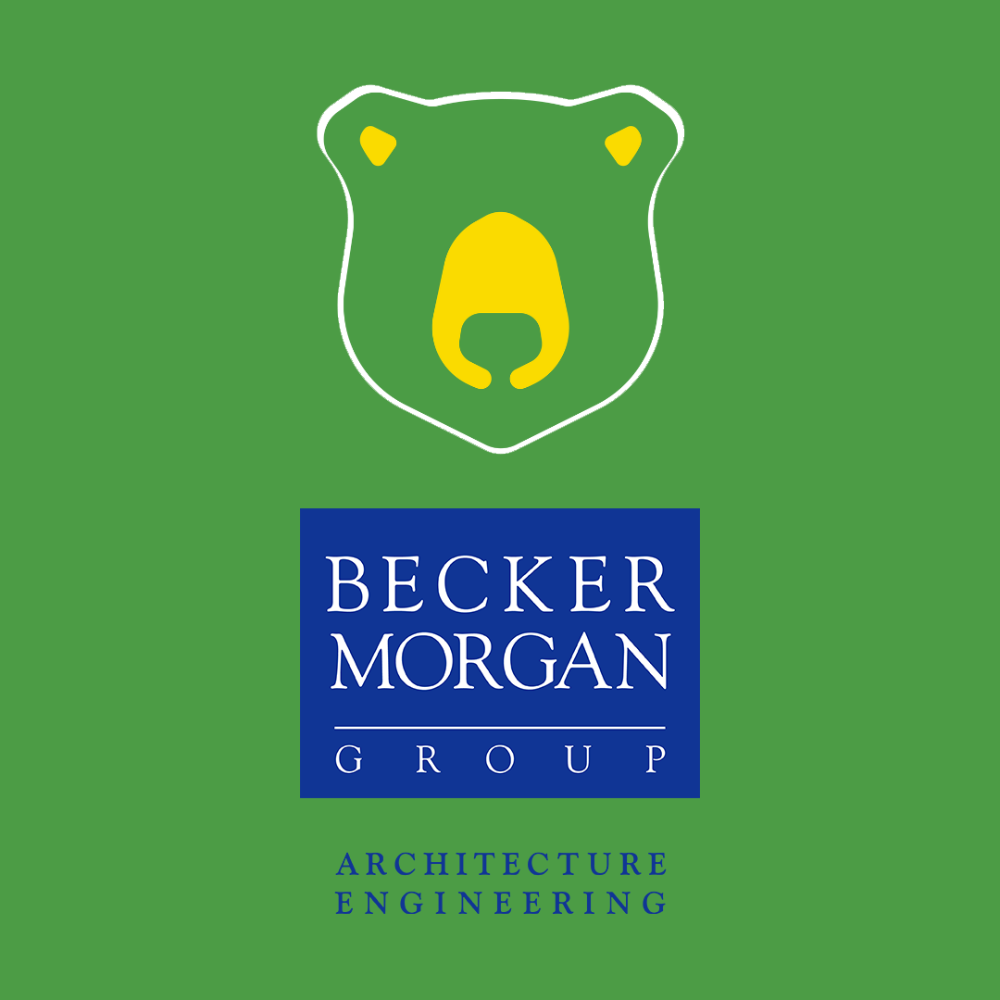 BECKER
MORGAN
GROUP
ARCHITECTURE
ENGINEERING